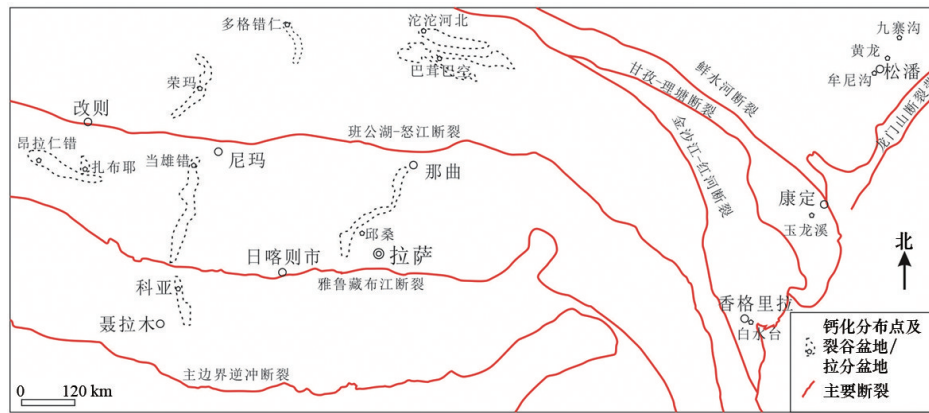 多格错仁
沱沱河北
九寨沟
黄龙
松潘
牟尼沟
巴茸巴空
荣玛
甘孜-理塘断裂
鲜水河断裂
龙门山断裂带
改则
班公湖-怒江断裂
金沙江-红河断裂
昂拉仁错
扎布耶
当雄错
尼玛
那曲
康定
玉龙溪
邱桑
拉萨
日喀则市
雅鲁藏布江断裂
北
科亚
聂拉木
香格里拉
白水台
主边界逆冲断裂
钙化分布点及
裂谷盆地/
拉分盆地
主要断裂
0 120 km